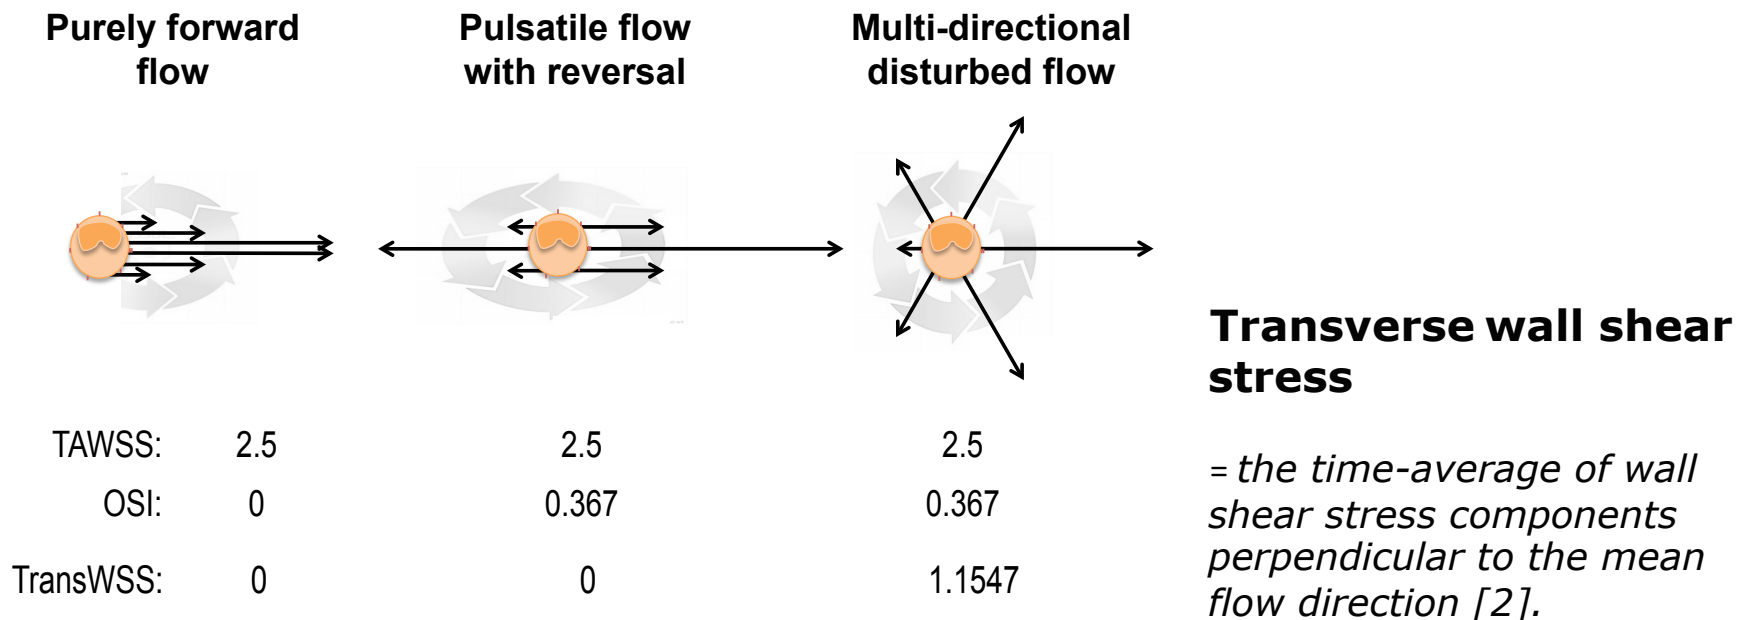 Purely forward
flow
Pulsatile flow
with reversal
Multi-directional
disturbed flow
TAWSS: 2.5 2.5 2.5
OSI: 0 0.367 0.367
TransWSS: 0 0 1.1547
Transverse wall shear
stress
= the time-average of wall
shear stress components
perpendicular to the mean
flow direction [2].